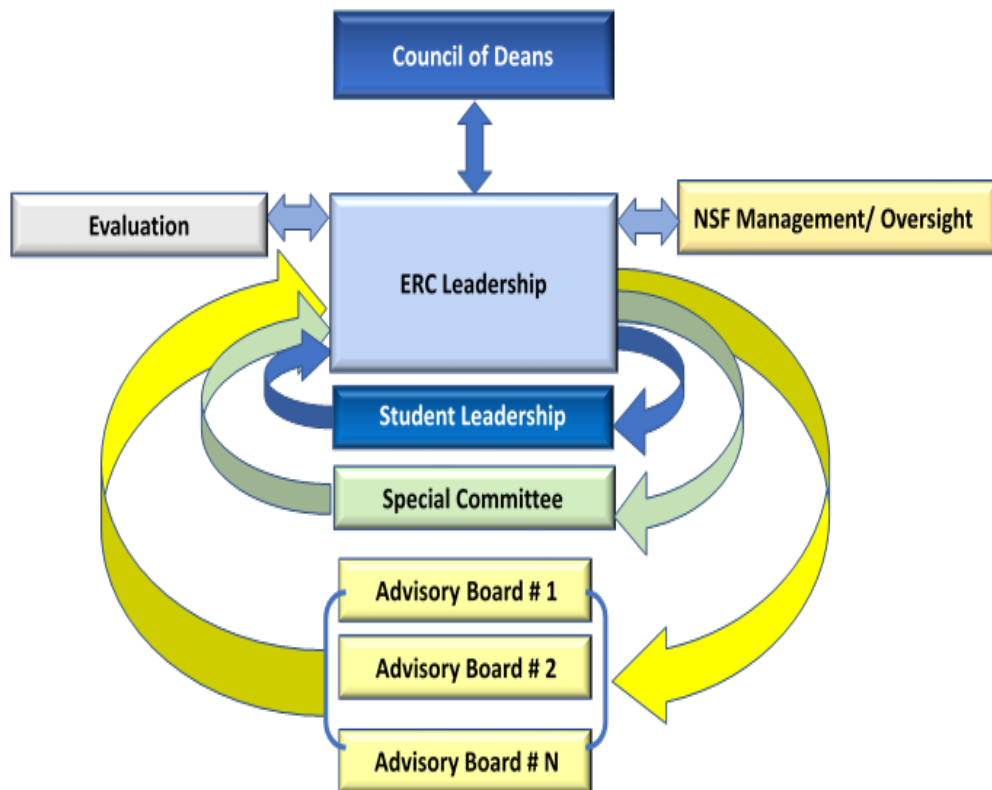 Council of Deans
Evaluation
NSF Management/ Oversight
ERC Leadership
Student Leadership
Special Committee
Advisory Board # 1
Advisory Board # 2
Advisory Board # N